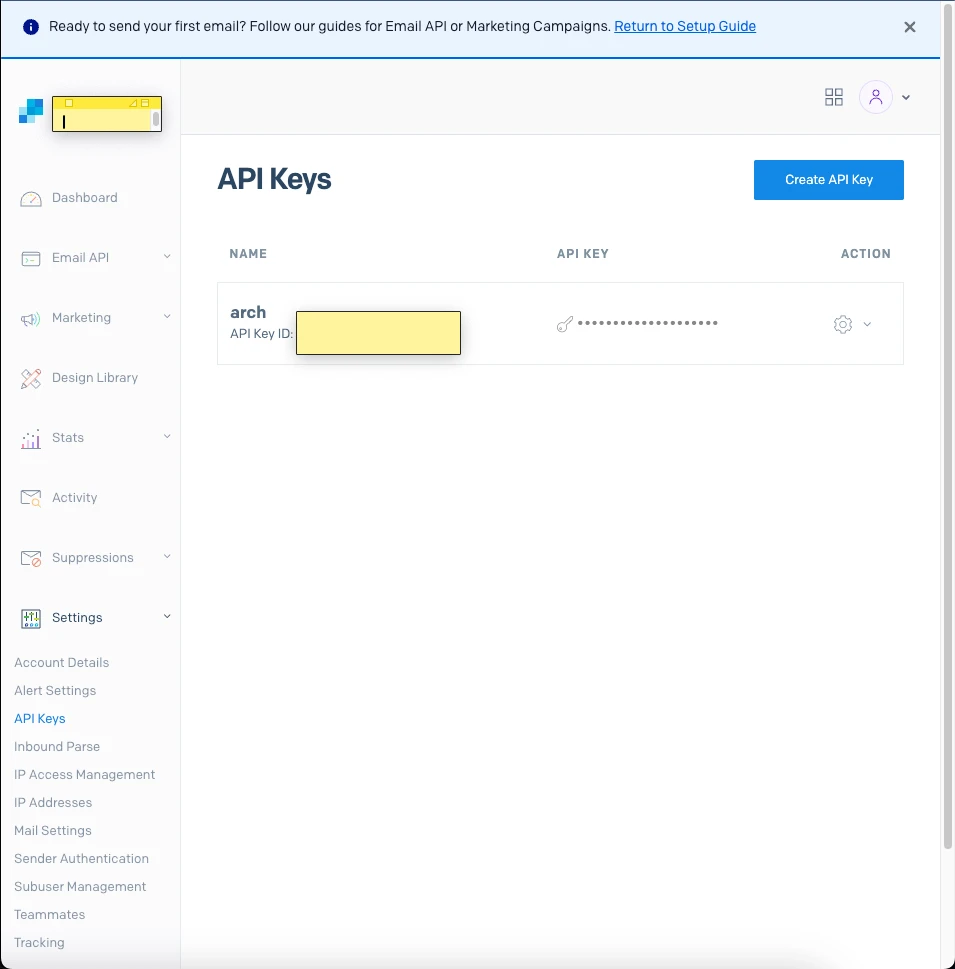 Ready to send your first email? Follow our guides for Email API or Marketing Campaigns. Return to Setup Guide
Dashboard
Email API
Marketing
Design Library
Stats
Activity
Suppressions
Settings
Account Details
Alert Settings
API Keys
Inbound Parse
IP Access Management
IP Addresses
Mail Settings
Sender Authentication
Subuser Management
Teammates
Tracking
API Keys
Create API Key
NAME API KEY ACTION
arch
API Key ID: